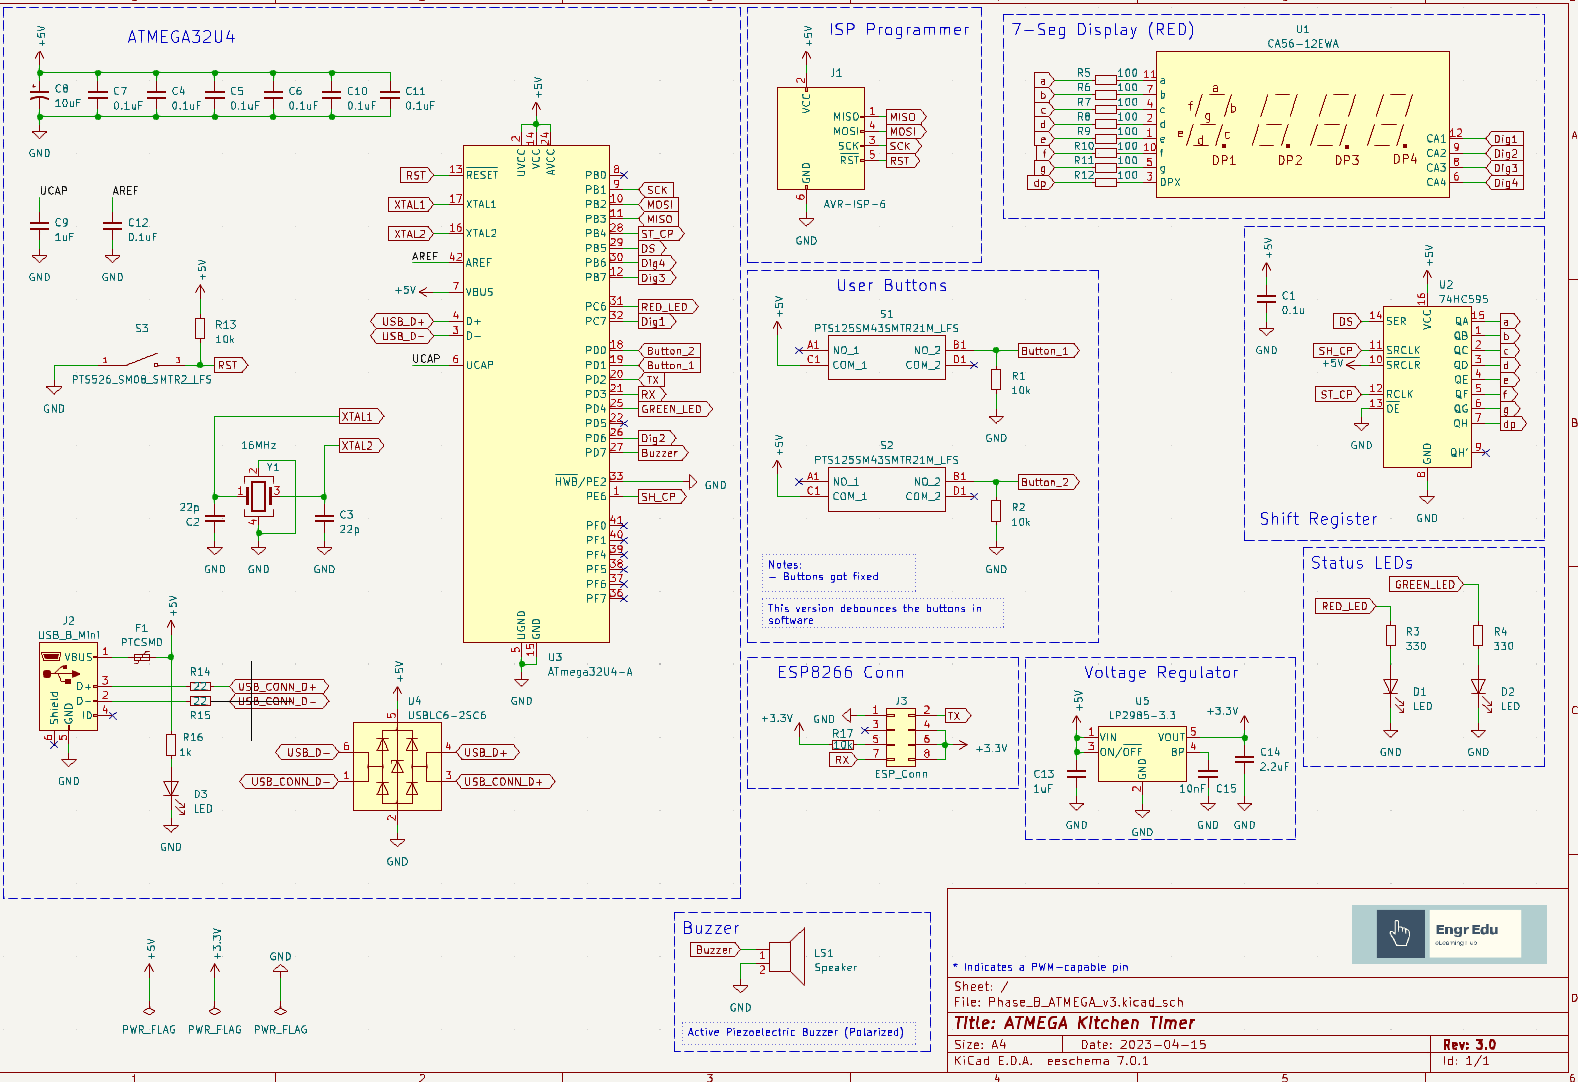 ATMEGA32U4
+5V
C8
10uF
C7
0.1uF
C4
0.1uF
C5
0.1uF
C6
0.1uF
C10
0.1uF
C11
0.1uF
GND
UCAP
C9
1uF
GND
AREF
C12
0.1uF
GND
+5V
R13
10k
S3
1
3
RST
PTS526_SM08_SMTR2_LFS
GND
XTAL1
XTAL2
16MHz
Y1
2
1
3
4
22p
C2
C3
22p
GND
GND
GND
+5V
UVCC
VCC
AVCC
2
14
24
RST
13
RESET
XTAL1
17
XTAL1
XTAL2
16
XTAL2
AREF
42
AREF
+5V
7
VBUS
USB_D+
4
D+
USB_D-
3
D-
UCAP
6
UCAP
PB0
8
PB1
9
SCK
PB2
10
MOSI
PB3
11
MISO
PB4
28
ST_CP
PB5
29
DS
PB6
30
Dig4
PB7
12
Dig3
PC6
31
RED_LED
PC7
32
Dig1
PD0
18
Button_2
PD1
19
Button_1
PD2
20
TX
PD3
21
RX
PD4
25
GREEN_LED
PD5
22
PD6
26
Dig2
PD7
27
Buzzer
HWB/PE2
33
GND
PE6
1
SH_CP
PF0
41
PF1
40
PF4
39
PF5
38
PF6
37
PF7
36
UGND
GND
5
15
U3
ATmega32U4-A
GND
J2
USB_B_Mini
VBUS
1
D+
3
D-
2
ID
4
Shield
GND
6
5
GND
F1
PTCSMD
+5V
R14
22
USB_CONN_D+
22
USB_CONN_D-
R15
R16
1k
D3
LED
GND
+5V
U4
USBLC6-2SC6
5
USB_D-
6
4
USB_D+
USB_CONN_D-
1
3
USB_CONN_D+
2
GND
ISP Programmer
+5V
J1
2
VCC
MISO
1
MISO
MOSI
4
MOSI
SCK
3
SCK
RST
5
RST
GND
6
AVR-ISP-6
GND
7-Seg Display (RED)
U1
CA56-12EWA
a
R5
100
11
a
b
R6
100
7
b
c
R7
100
4
c
d
R8
100
2
d
e
R9
100
1
e
f
R10
100
10
f
g
R11
100
5
g
dp
R12
100
3
DPX
a
f
b
g
e
c
d
DP1
DP2
DP3
DP4
CA1
12
Dig1
CA2
9
Dig2
CA3
8
Dig3
CA4
6
Dig4
User Buttons
+5V
S1
PTS125SM43SMTR21M_LFS
A1
NO_1
NO_2
B1
Button_1
C1
COM_1
COM_2
D1
R1
10k
GND
+5V
S2
PTS125SM43SMTR21M_LFS
A1
NO_1
NO_2
B1
Button_2
C1
COM_1
COM_2
D1
R2
10k
GND
Notes:
- Buttons got fixed
This version debounces the buttons in
software
+5V
C1
0.1u
GND
+5V
U2
74HC595
16
VCC
DS
14
SER
SH_CP
11
SRCLK
+5V
10
SRCLR
ST_CP
12
RCLK
13
OE
GND
QA
15
a
QB
1
b
QC
2
c
QD
3
d
QE
4
e
QF
5
f
QG
6
g
QH
7
dp
QH'
9
GND
8
GND
Shift Register
Status LEDs
GREEN_LED
RED_LED
R3
330
R4
330
D1
LED
D2
LED
GND
GND
ESP8266 Conn
J3
GND
1
2
TX
+3.3V
3
4
R17
10k
5
6
+3.3V
RX
7
8
ESP_Conn
Voltage Regulator
+5V
U5
LP2985-3.3
+3.3V
1
VIN
VOUT
5
3
ON/OFF
BP
4
GND
2
C13
1uF
10nF
C15
C14
2.2uF
GND
GND
GND
GND
+5V
PWR_FLAG
+3.3V
PWR_FLAG
GND
PWR_FLAG
Buzzer
Buzzer
1
2
LS1
Speaker
GND
Active Piezoelectric Buzzer (Polarized)
Engr Edu
eLearning Hub
* Indicates a PWM-capable pin
Sheet: /
File: Phase_B_ATMEGA_v3.kicad_sch
Title: ATMEGA Kitchen Timer
Size: A4
Date: 2023-04-15
Rev: 3.0
KiCad E.D.A. eeschema 7.0.1
Id: 1/1
A
B
C
D
1
2
3
4
5
6